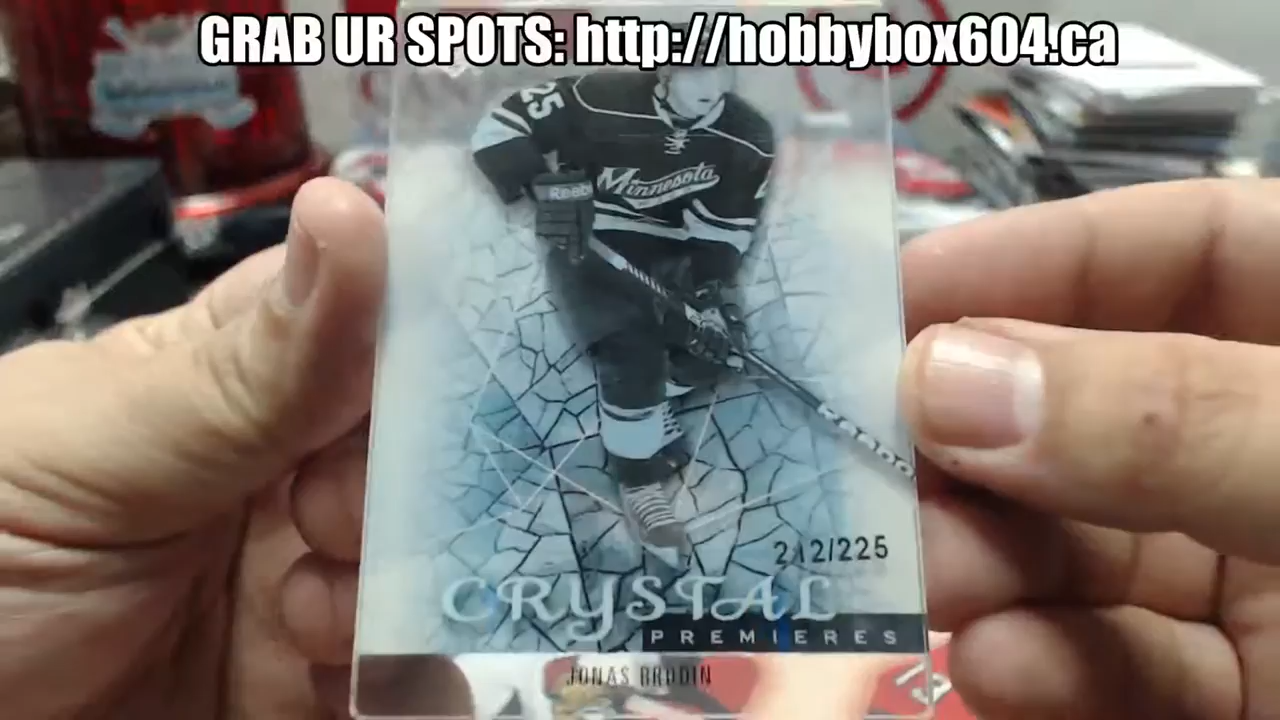 GRAB UR SPOTS: http://hobbybox604.ca
25
Reebok
Minnesota
212/225
CRYSTAL
PREMIERES
JONAS BRODIN